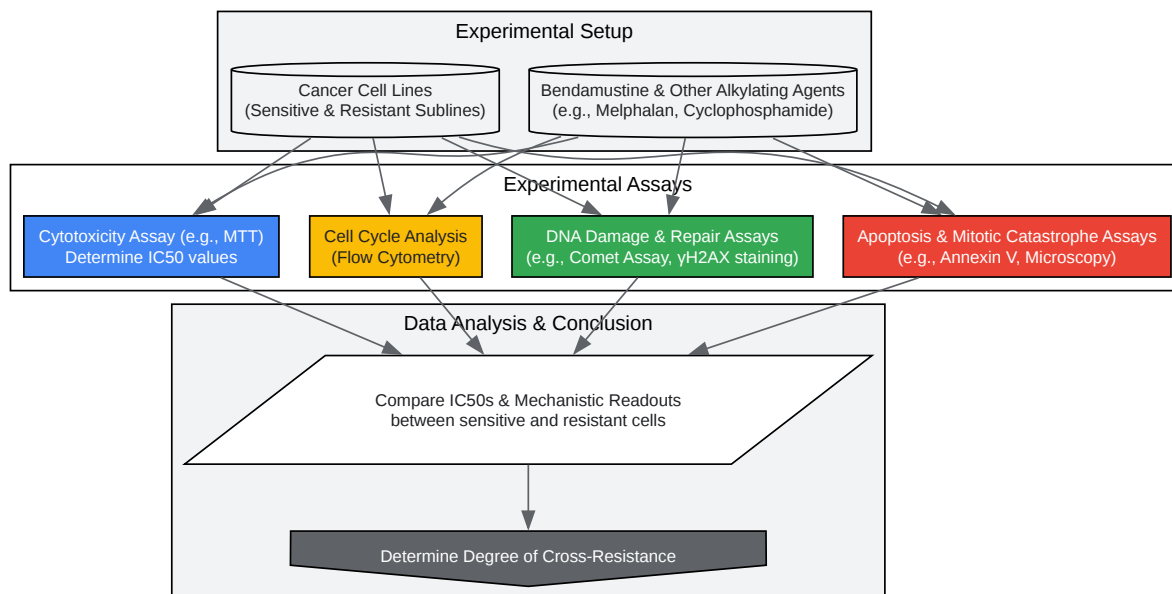 Experimental Setup
Cancer Cell Lines
(Sensitive & Resistant Sublines)
Bendamustine & Other Alkylating Agents
(e.g., Melphalan, Cyclophosphamide)
Experimental Assays
Cytotoxicity Assay (e.g., MTT)
Determine IC50 values
Cell Cycle Analysis
(Flow Cytometry)
DNA Damage & Repair Assays
(e.g., Comet Assay, γH2AX staining)
Apoptosis & Mitotic Catastrophe Assays
(e.g., Annexin V, Microscopy)
Data Analysis & Conclusion
Compare IC50s & Mechanistic Readouts
between sensitive and resistant cells
Determine Degree of Cross-Resistance